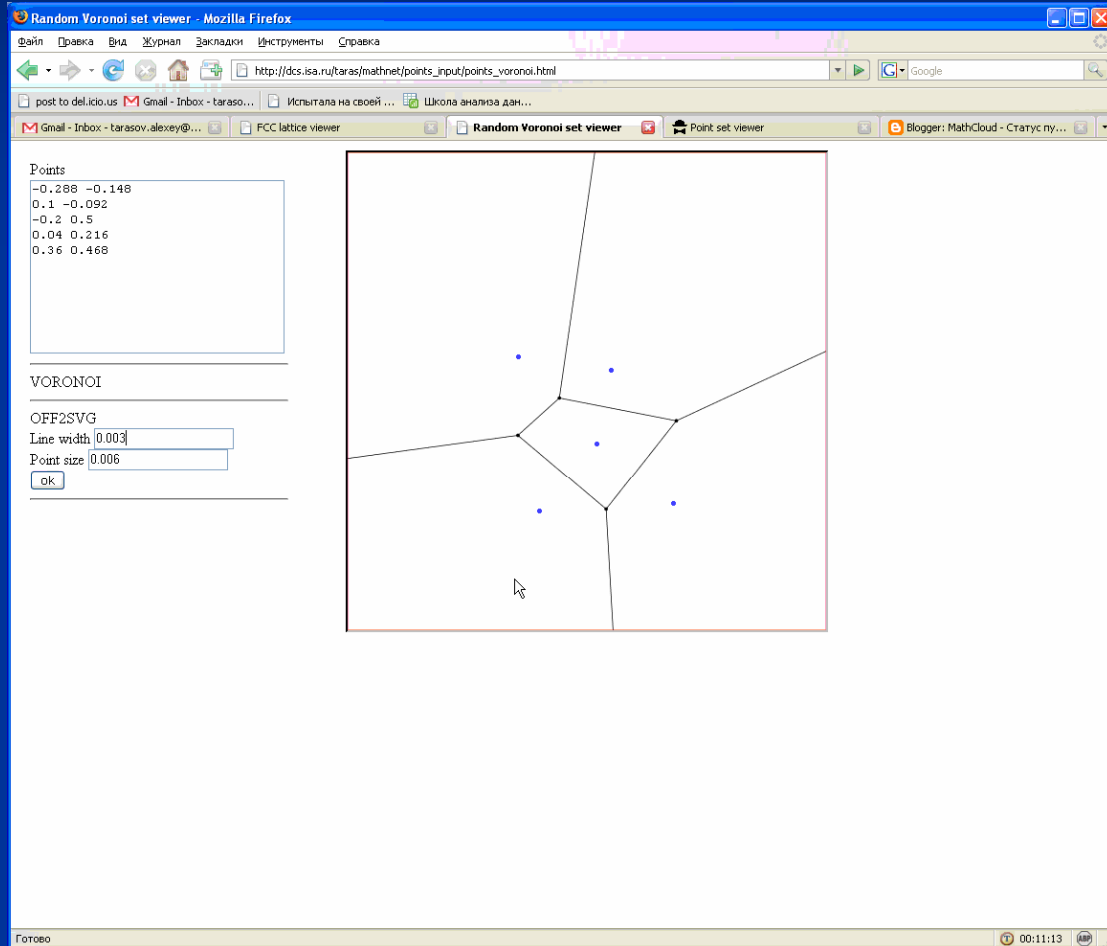 Random Voronoi set viewer - Mozilla Firefox
Файл Правка Вид Журнал Закладки Инструменты Справка
http://dcs.isa.ru/taras/mathnet/points_input/points_voronoi.html
G Google
post to del.icio.us Gmail - Inbox - taraso... Испытала на своей ... Школа анализа дан...
Gmail - Inbox - tarasov.alexey@... FCC lattice viewer Random Voronoi set viewer Point set viewer Blogger: MathCloud - Статус пу...
Points
-0.288 -0.148
0.1 -0.092
-0.2 0.5
0.04 0.216
0.36 0.468
VORONOI
OFF2SVG
Line width 0.003
Point size 0.006
ok
Готово 00:11:13 ABP